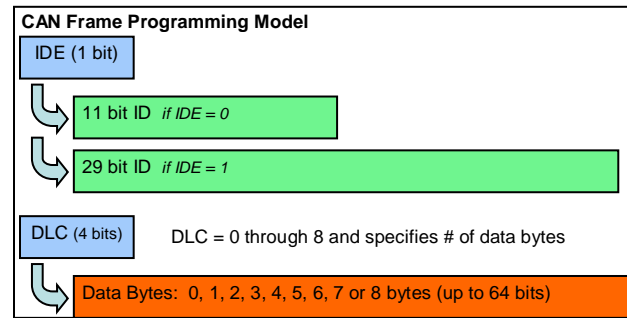 CAN Frame Programming Model
IDE (1 bit)
11 bit ID if IDE = 0
29 bit ID if IDE = 1
DLC (4 bits) DLC = 0 through 8 and specifies # of data bytes
Data Bytes: 0, 1, 2, 3, 4, 5, 6, 7 or 8 bytes (up to 64 bits)